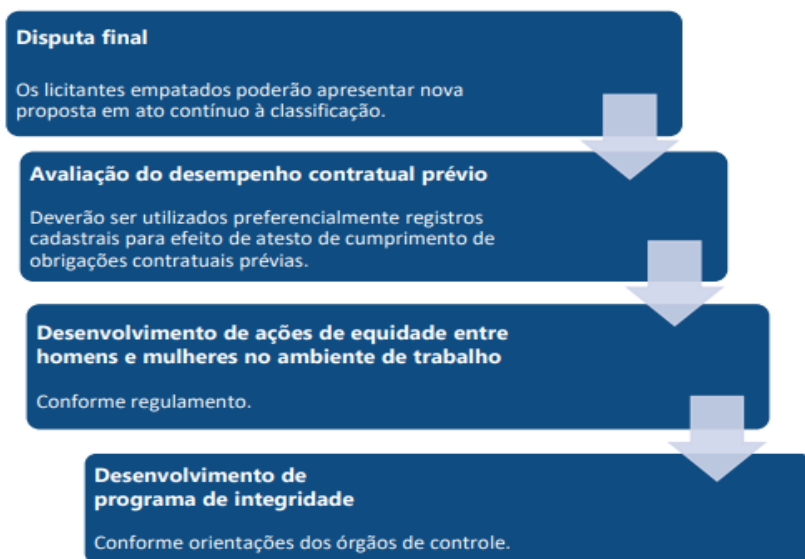 Disputa final
Os licitantes empatados poderão apresentar nova
proposta em ato contínuo à classificação.
Avaliação do desempenho contratual prévio
Deverão ser utilizados preferencialmente registros
cadastrais para efeito de atesto de cumprimento de
obrigações contratuais prévias.
Desenvolvimento de ações de equidade entre
homens e mulheres no ambiente de trabalho
Conforme regulamento.
Desenvolvimento de
programa de integridade
Conforme orientações dos órgãos de controle.